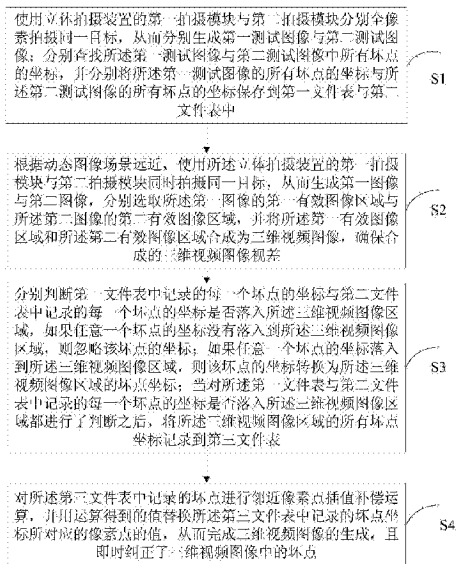 使用立体拍摄装置的第一拍摄模块与第二拍摄模块分别全像
素拍摄同一目标，从而分别生成第一测试图像与第二测试图
像；分别查找所述第一测试图像与第二测试图像中所有坏点
的坐标，并分别将所述第一测试图像的所有坏点的坐标与所
述第二测试图像的所有坏点的坐标保存到第一文件表与第二
文件表中
S1
根据动态图像场景远近、使用所述立体拍摄装置的第一拍摄
模块与第二拍摄模块同时拍摄同一目标，从而生成第一图像
与第二图像，分别选取所述第一图像的第一有效图像区域与
所述第二图像的第二有效图像区域，并将所述第一有效图像
区域和所述第二有效图像区域合成为三维视频图像，确保合
成的三维视频图像视差
S2
分别判断第一文件表中记录的每一个坏点的坐标与第二文件
表中记录的每一个坏点的坐标是否落入所述三维视频图像区
域，如果任意一个坏点的坐标没有落入到所述三维视频图像
区域，则忽略该坏点的坐标；如果任意一个坏点的坐标落入
到所述三维视频图像区域，则该坏点的坐标转换为所述三维
视频图像区域的坏点坐标；当对所述第一文件表与第二文件
表中记录的每一个坏点的坐标是否落入所述三维视频图像区
域都进行了判断之后，将所述三维视频图像区域的所有坏点
坐标记录到第三文件表
S3
对所述第三文件表中记录的坏点进行邻近像素点插值补偿运
算，并用运算得到的值替换所述第三文件表中记录的坏点坐
标所对应的像素点的值，从而完成三维视频图像的生成，且
即时纠正了三维视频图像中的坏点
S4